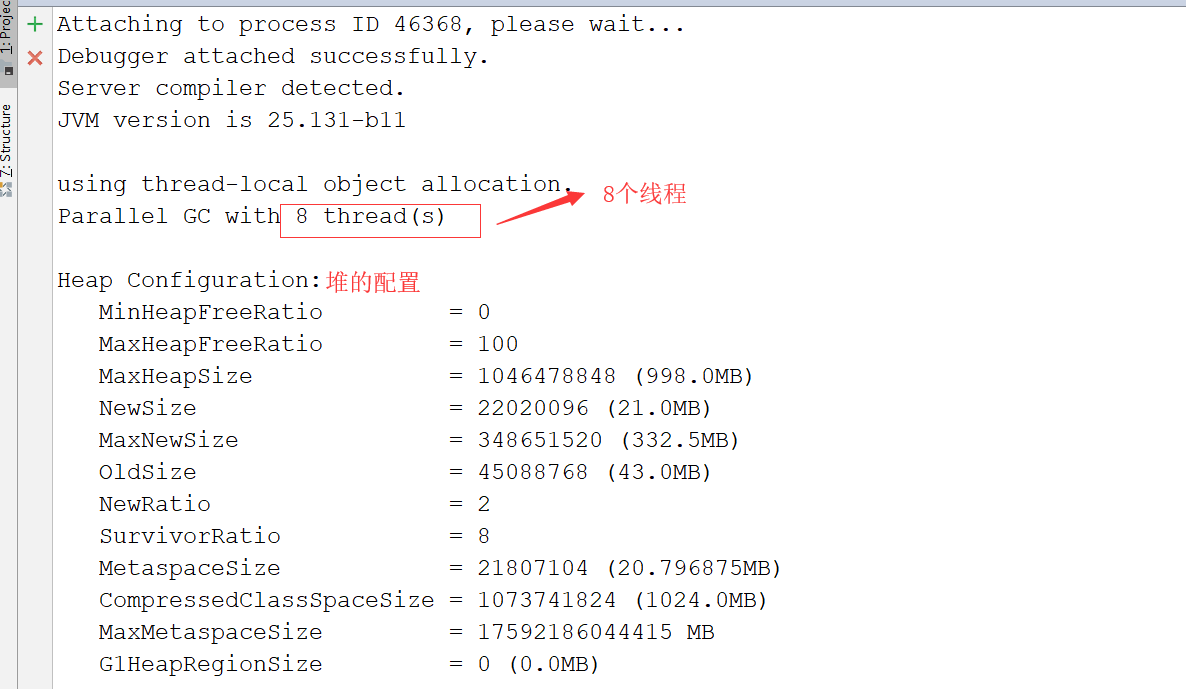 1: Projec
Z: Structure
Attaching to process ID 46368, please wait...
Debugger attached successfully.
Server compiler detected.
JVM version is 25.131-b11
using thread-local object allocation.
Parallel GC with 8 thread(s)
8个线程
Heap Configuration:堆的配置
MinHeapFreeRatio = 0
MaxHeapFreeRatio = 100
MaxHeapSize = 1046478848 (998.0MB)
NewSize = 22020096 (21.0MB)
MaxNewSize = 348651520 (332.5MB)
OldSize = 45088768 (43.0MB)
NewRatio = 2
SurvivorRatio = 8
MetaspaceSize = 21807104 (20.796875MB)
CompressedClassSpaceSize = 1073741824 (1024.0MB)
MaxMetaspaceSize = 17592186044415 MB
G1HeapRegionSize = 0 (0.0MB)